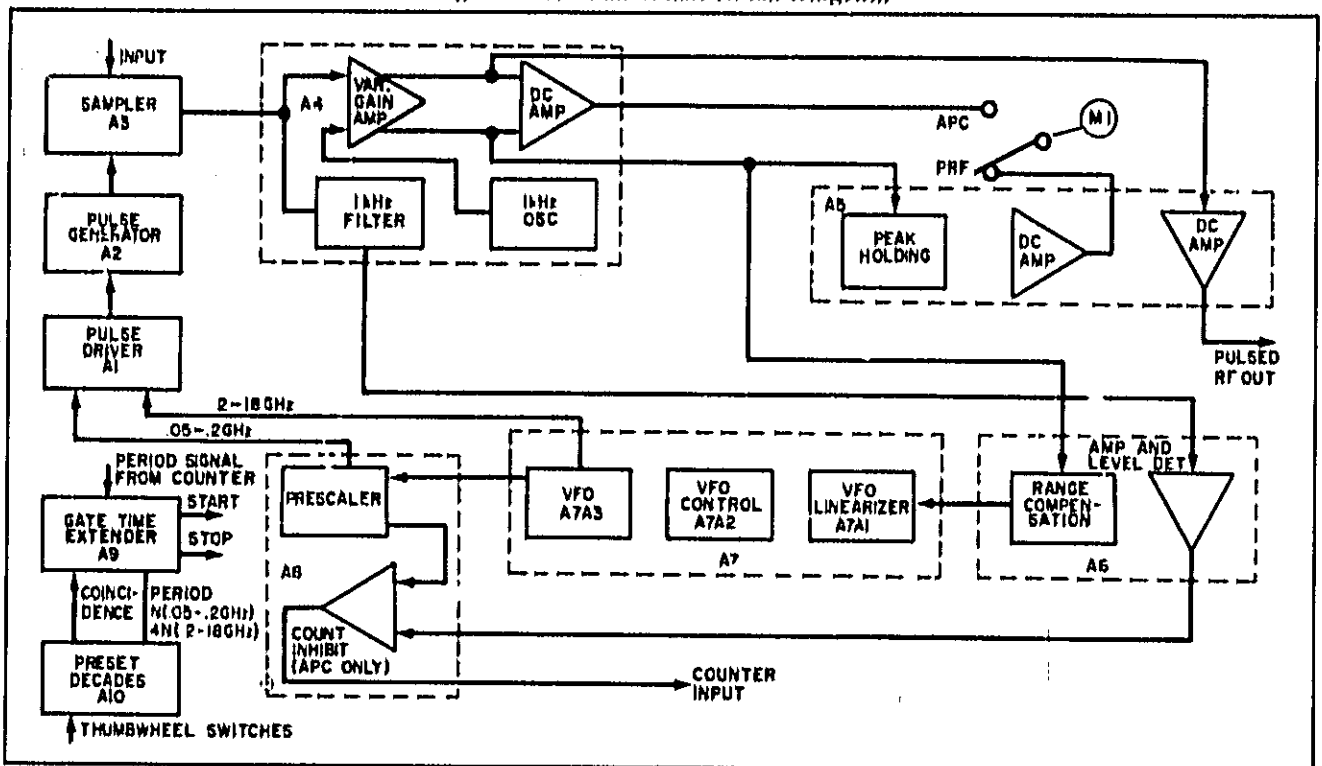 INPUT
SAMPLER
A3
A4
VAR.
GAIN
AMP
DC
AMP
APC
M1
PRF
1kHz
FILTER
1kHz
OSC
PULSE
GENERATOR
A2
A5
PEAK
HOLDING
DC
AMP
DC
AMP
PULSED
RF OUT
PULSE
DRIVER
A1
2-18GHz
.05-.2GHz
PERIOD SIGNAL
FROM COUNTER
START
STOP
GATE TIME
EXTENDER
A9
PRESCALER
VFO
A7A3
VFO
CONTROL
A7A2
VFO
LINEARIZER
A7A1
A7
AMP AND
LEVEL DET
RANGE
COMPEN-
SATION
A6
COINCI-
DENCE
PERIOD
N(.05-.2GHz)
4N(2-18GHz)
A8
COUNT
INHIBIT
(APC ONLY)
COUNTER
INPUT
PRESET
DECADES
A10
THUMBWHEEL SWITCHES